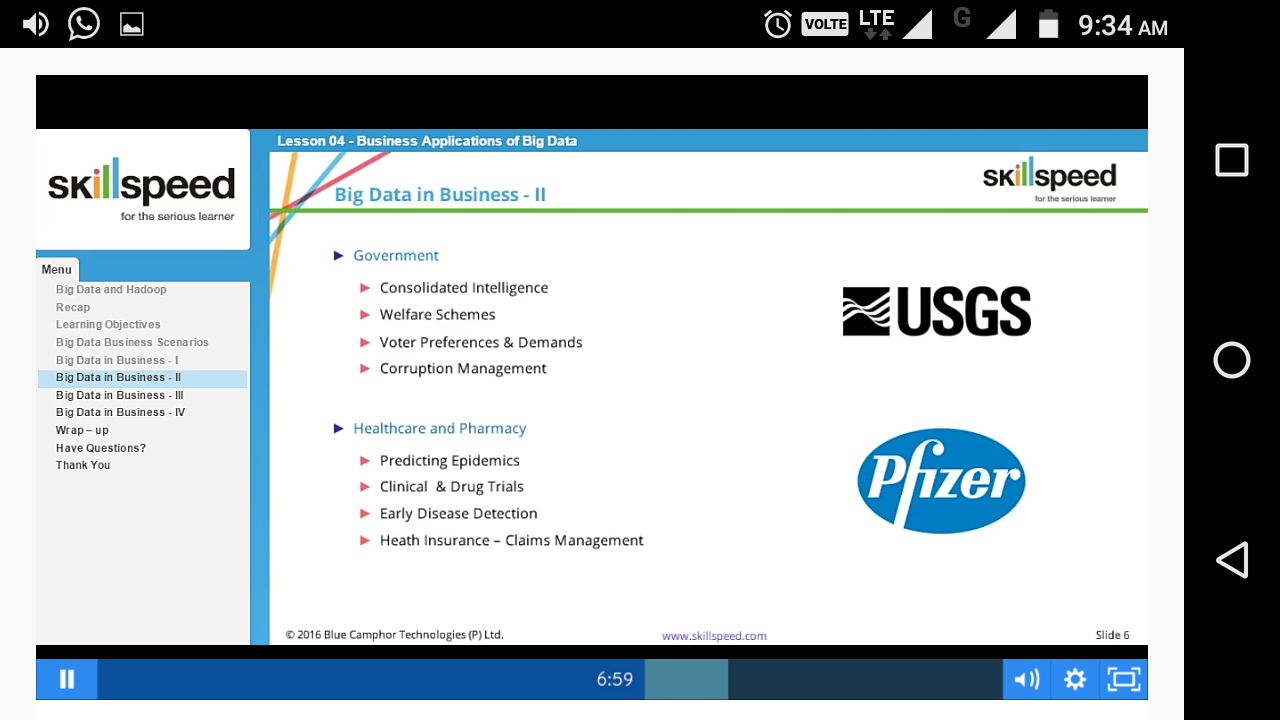 VOLTE LTE G 9:34 AM
Lesson 04 - Business Applications of Big Data
skillspeed
for the serious learner
Menu
Big Data and Hadoop
Recap
Learning Objectives
Big Data Business Scenarios
Big Data in Business - I
Big Data in Business - II
Big Data in Business - III
Big Data in Business - IV
Wrap – up
Have Questions?
Thank You
Big Data in Business - II
skillspeed
for the serious learner
Government
Consolidated Intelligence
Welfare Schemes
Voter Preferences & Demands
Corruption Management
USGS
Healthcare and Pharmacy
Predicting Epidemics
Clinical & Drug Trials
Early Disease Detection
Heath Insurance – Claims Management
Pfizer
© 2016 Blue Camphor Technologies (P) Ltd. www.skillspeed.com Slide 6
6:59